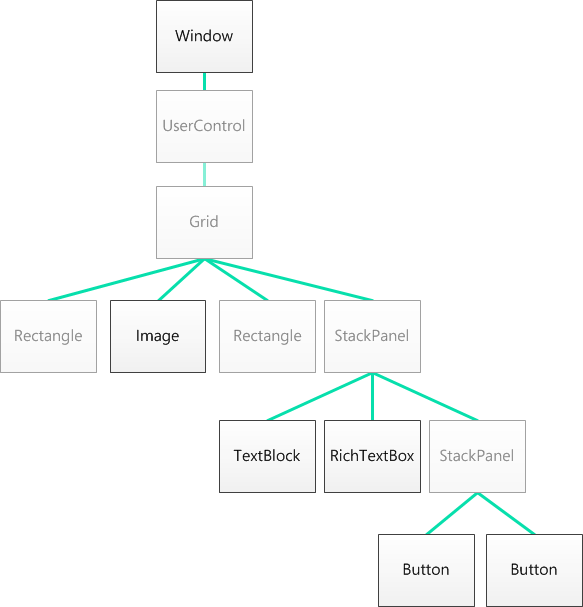 Window
UserControl
Grid
Rectangle
Image
Rectangle
StackPanel
TextBlock
RichTextBox
StackPanel
Button
Button